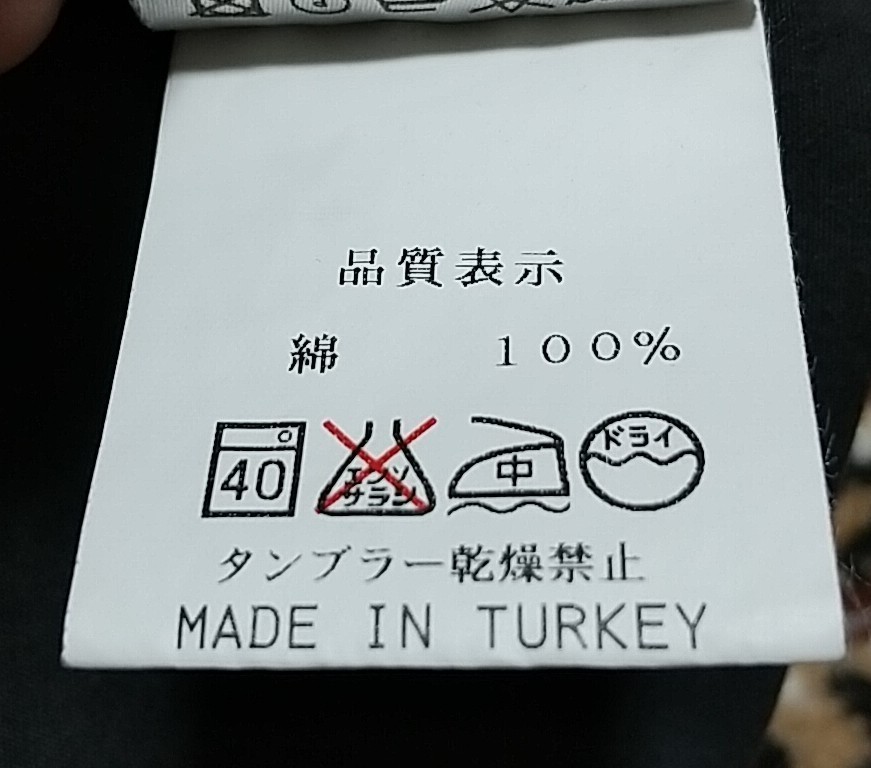 品質表示
綿 100%
40 エンソサラシ 中 ドライ
タンブラー乾燥禁止
MADE IN TURKEY